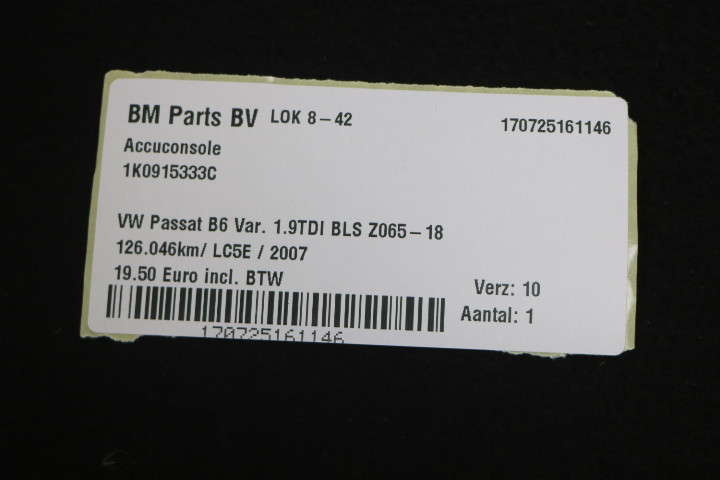 BM Parts BV LOK 8-42 170725161146
Accuconsole
1K0915333C
VW Passat B6 Var. 1.9TDI BLS Z065-18
126.046km/ LC5E / 2007
19.50 Euro incl. BTW
Verz: 10
Aantal: 1
170725161146